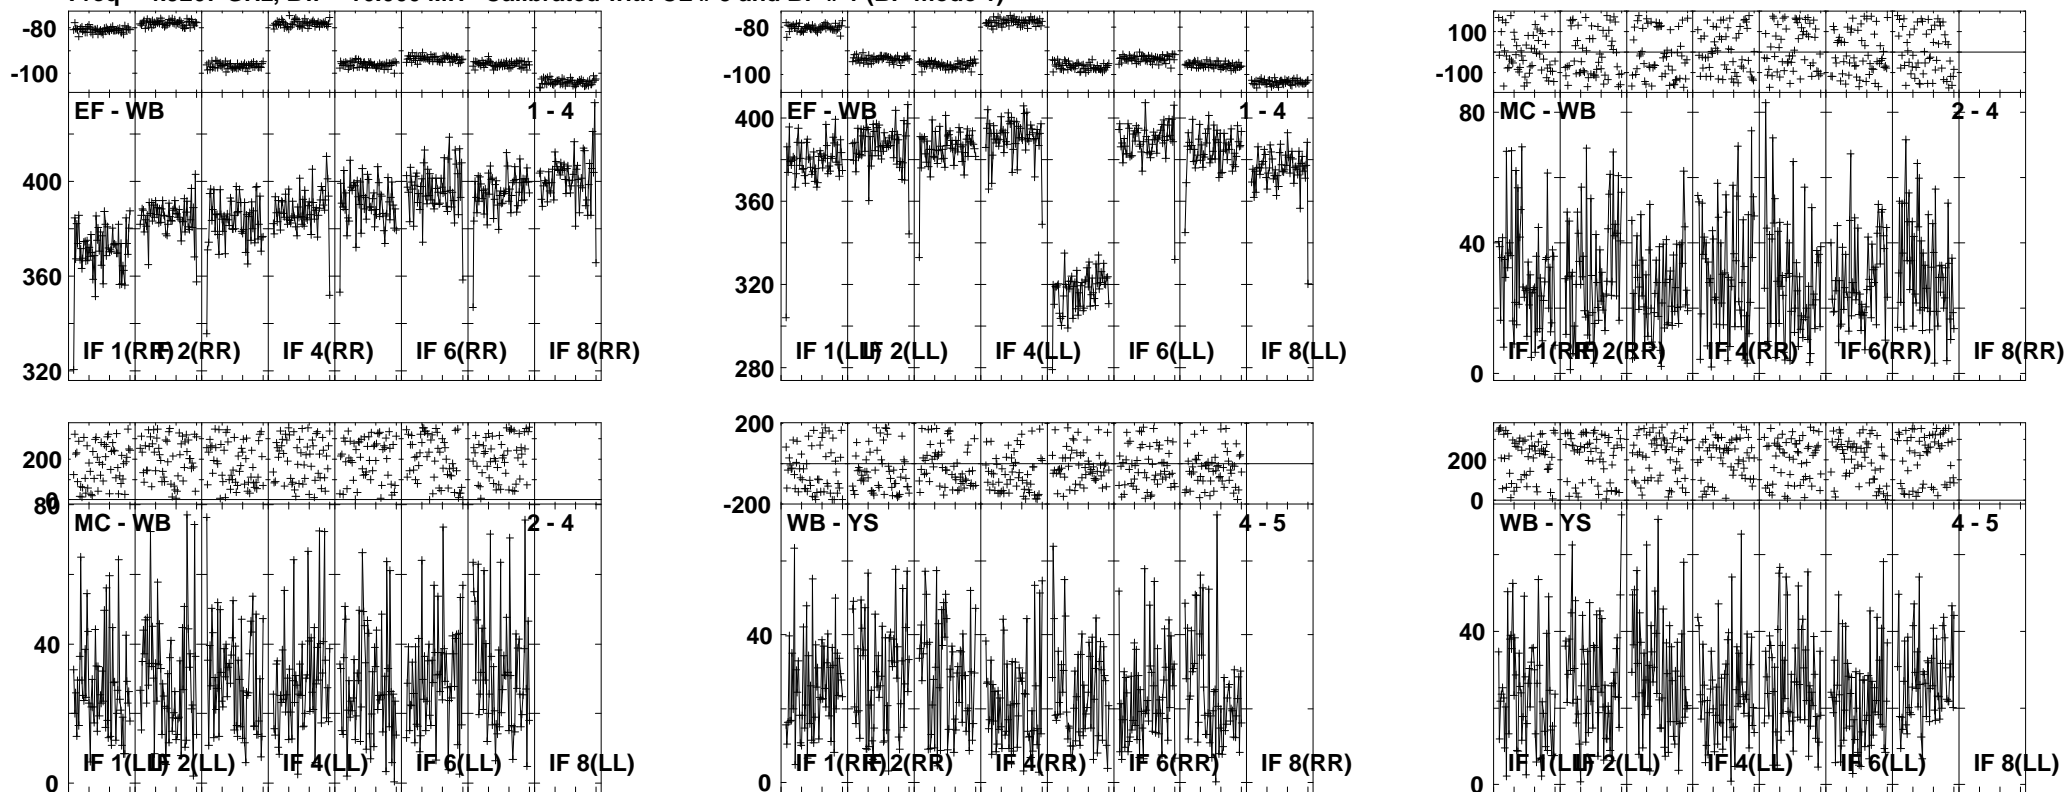 -80
-100
EF - WB 1 - 4
400
360
320
IF 1(RR) IF 2(RR) IF 4(RR) IF 6(RR) IF 8(RR)
-80
-100
EF - WB 1 - 4
400
360
320
280
IF 1(LL) IF 2(LL) IF 4(LL) IF 6(LL) IF 8(LL)
100
-100
MC - WB 2 - 4
80
40
0
IF 1(RR) IF 2(RR) IF 4(RR) IF 6(RR) IF 8(RR)
200
0
80
MC - WB 2 - 4
40
0
IF 1(LL) IF 2(LL) IF 4(LL) IF 6(LL) IF 8(LL)
200
-200
WB - YS 4 - 5
40
0
IF 1(RR) IF 2(RR) IF 4(RR) IF 6(RR) IF 8(RR)
200
0
WB - YS 4 - 5
40
0
IF 1(LL) IF 2(LL) IF 4(LL) IF 6(LL) IF 8(LL)